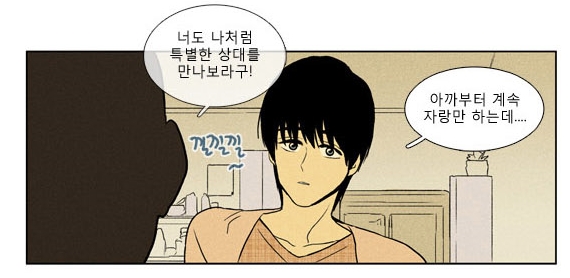 너도 나처럼
특별한 상대를
만나보라구!
낄낄낄
~
아까부터 계속
자랑만 하는데....